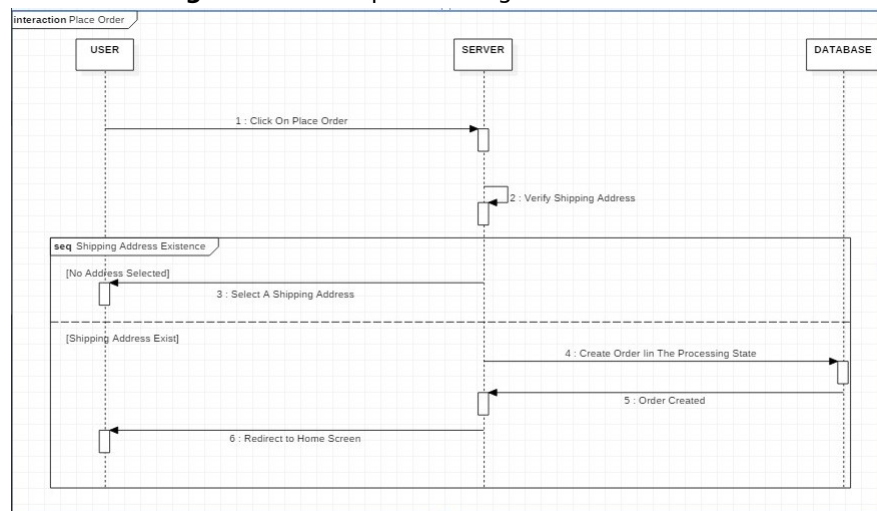 interaction Place Order
USER
SERVER
DATABASE
1 : Click On Place Order
2 : Verify Shipping Address
seq Shipping Address Existence
[No Address Selected]
3 : Select A Shipping Address
[Shipping Address Exist]
4 : Create Order Iin The Processing State
5 : Order Created
6 : Redirect to Home Screen